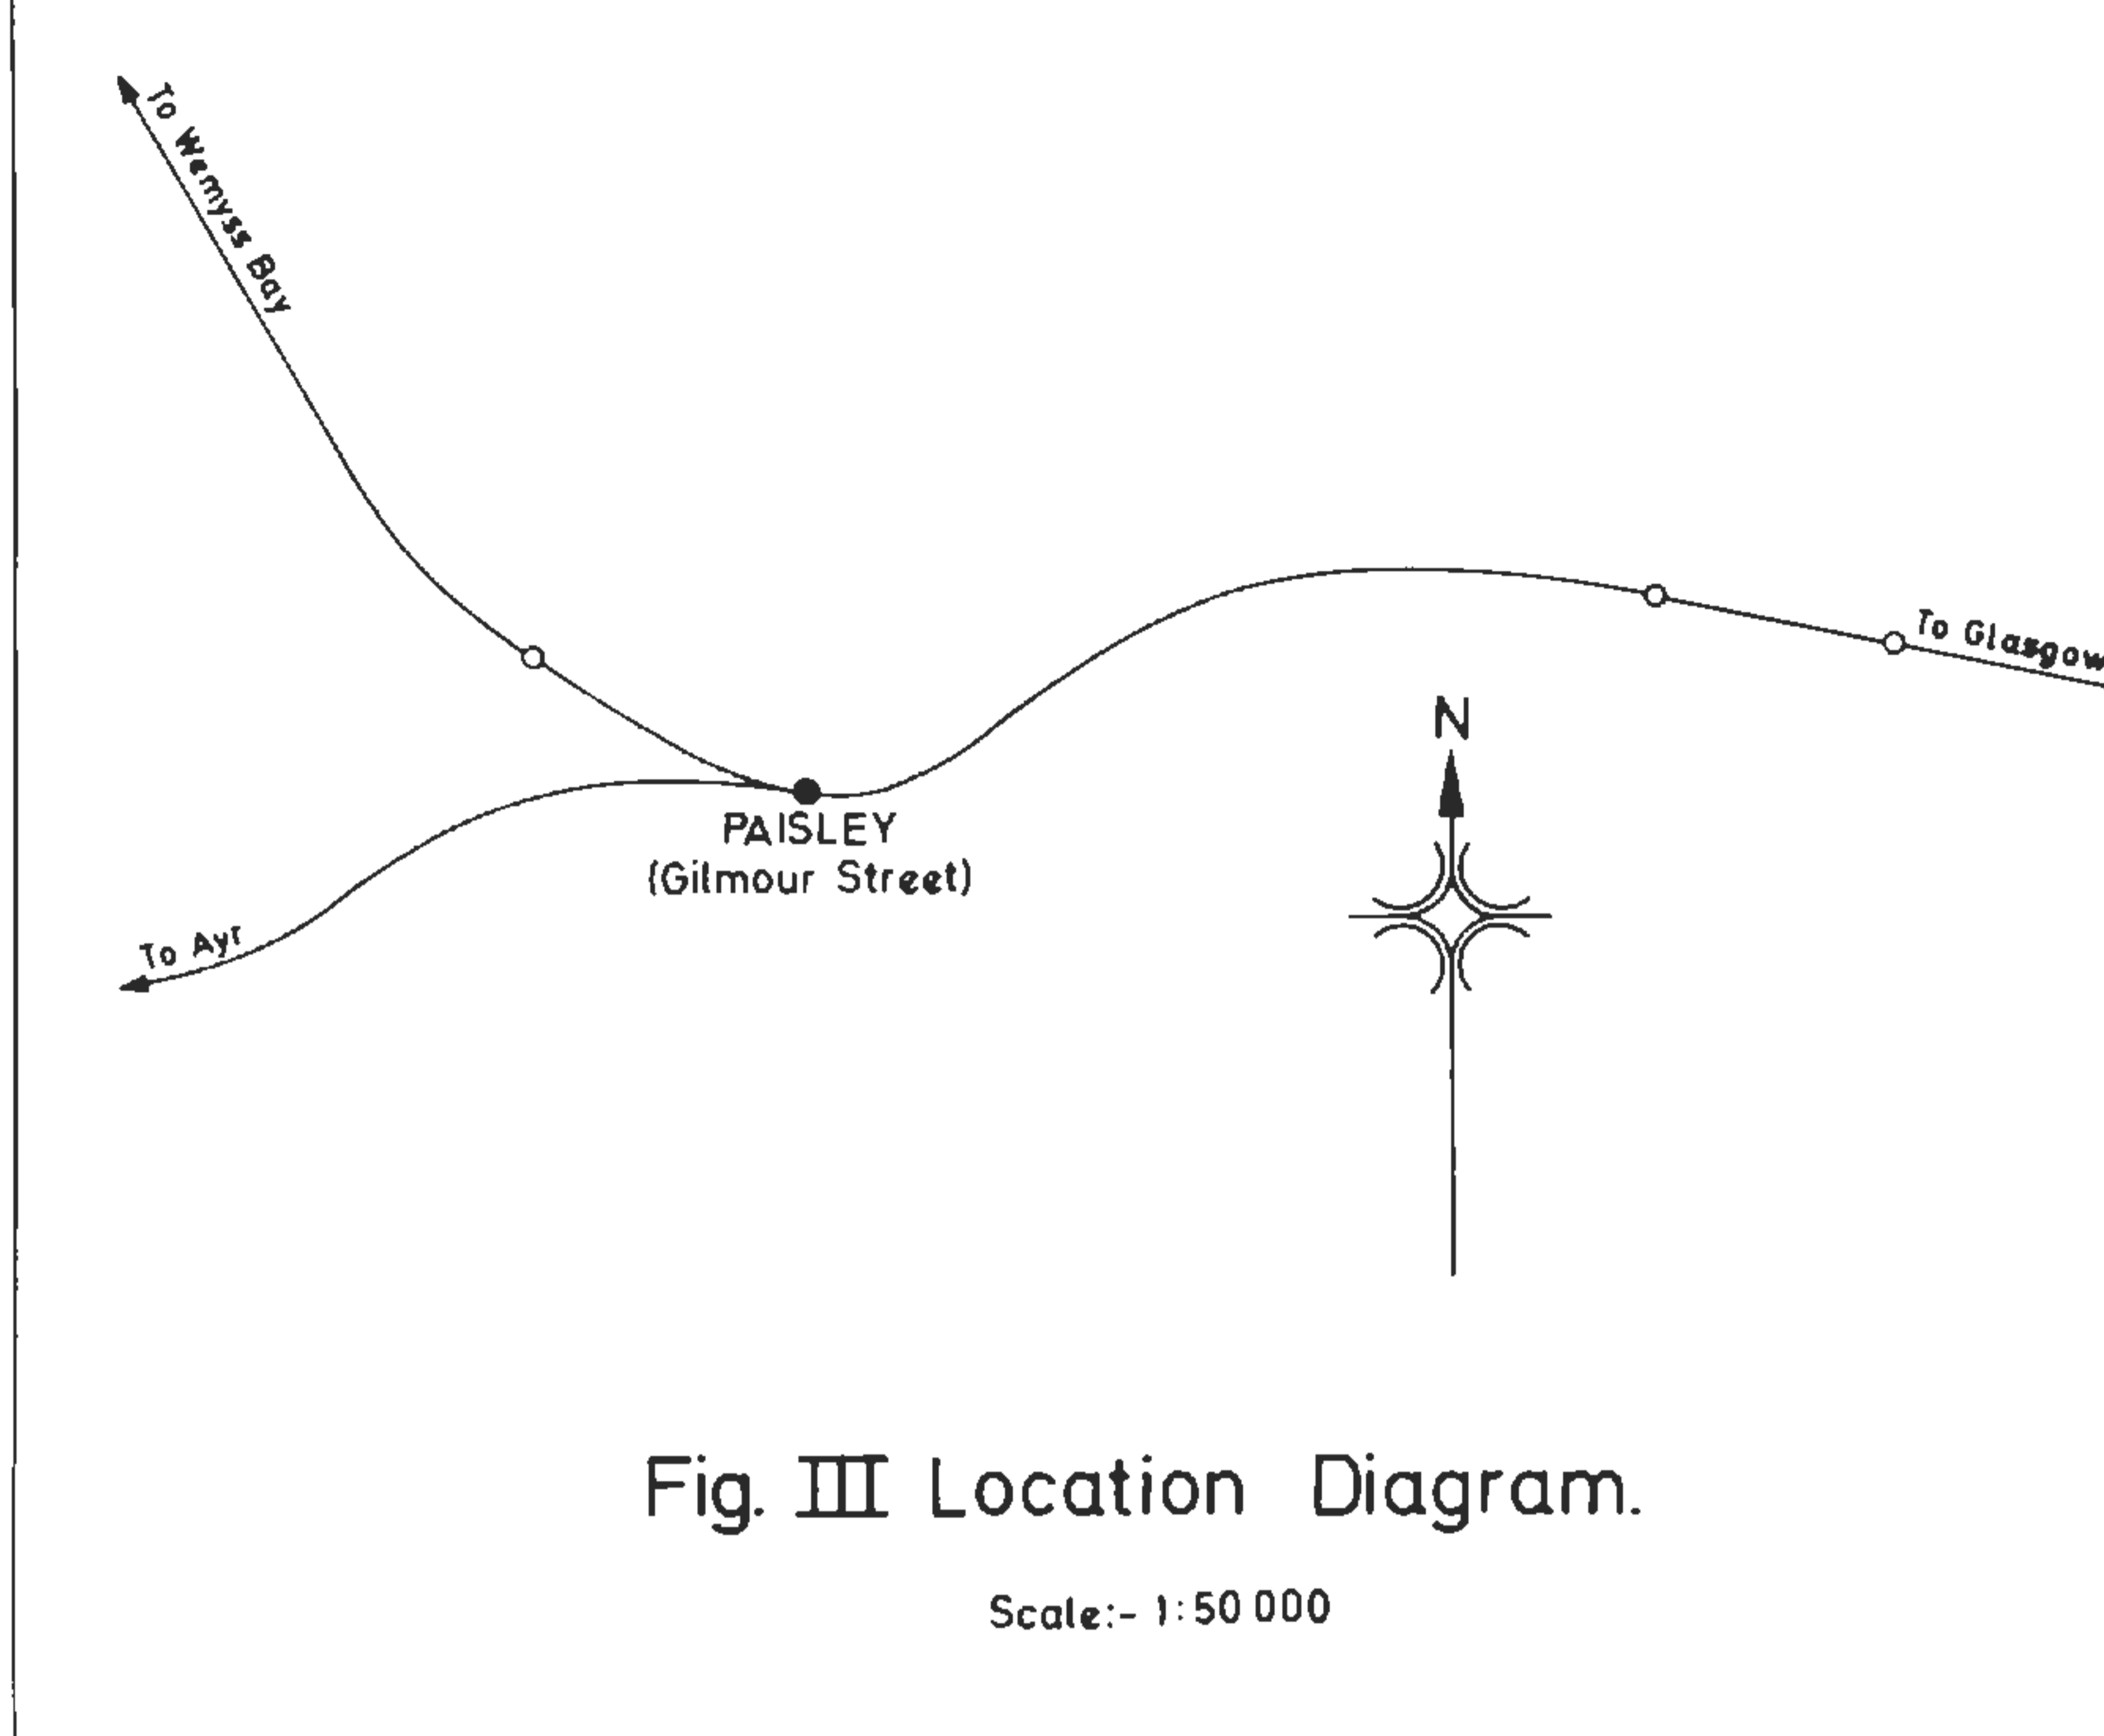 To Wemyss Bay
To Glasgow
N
PAISLEY
(Gilmour Street)
To Ayr
Fig. III Location Diagram.
Scale:- 1:50 000